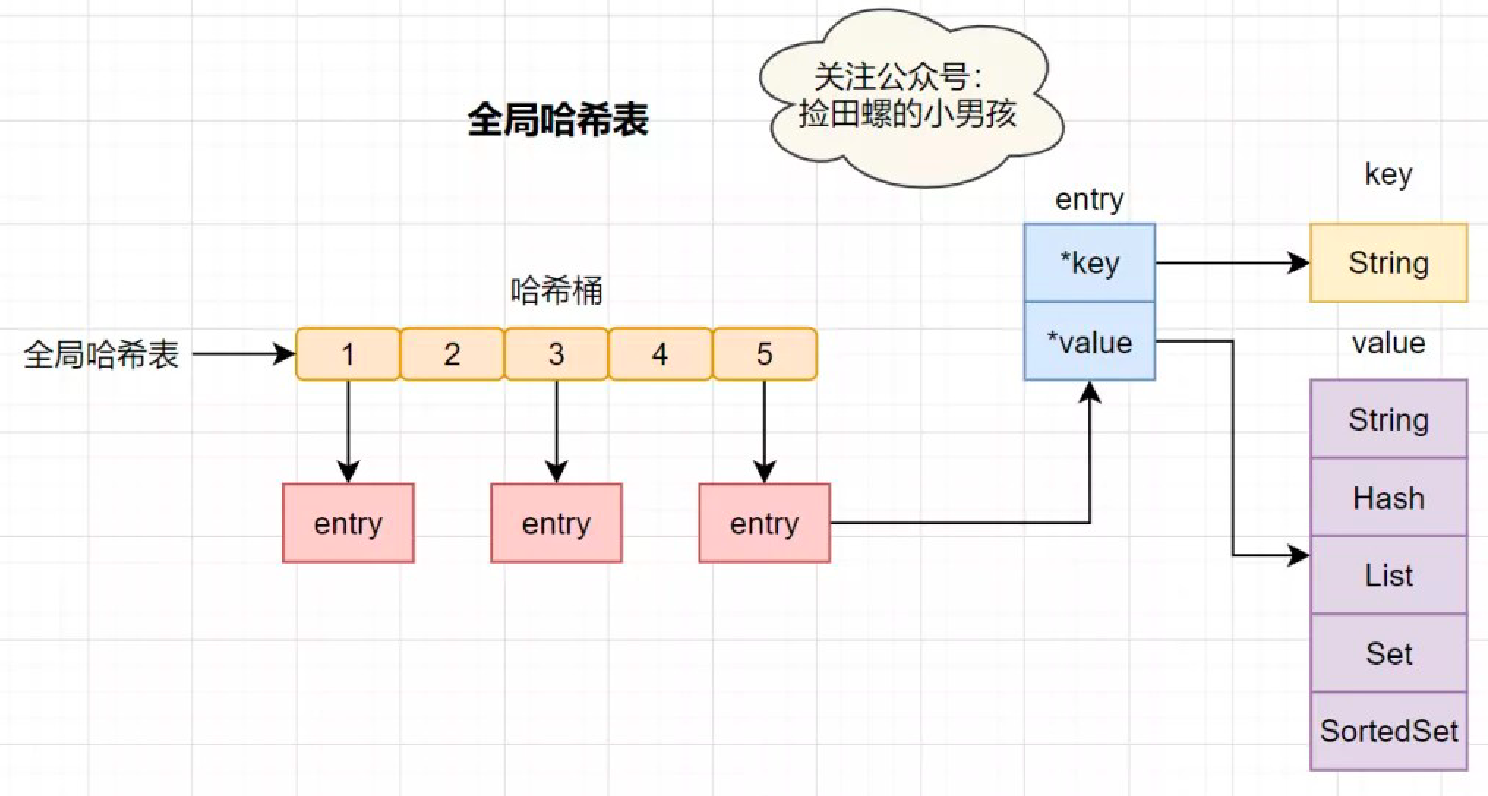 关注公众号：
捡田螺的小男孩
全局哈希表
key
entry
*key
String
哈希桶
全局哈希表
1
2
3
4
5
*value
value
String
Hash
entry
entry
entry
List
Set
SortedSet